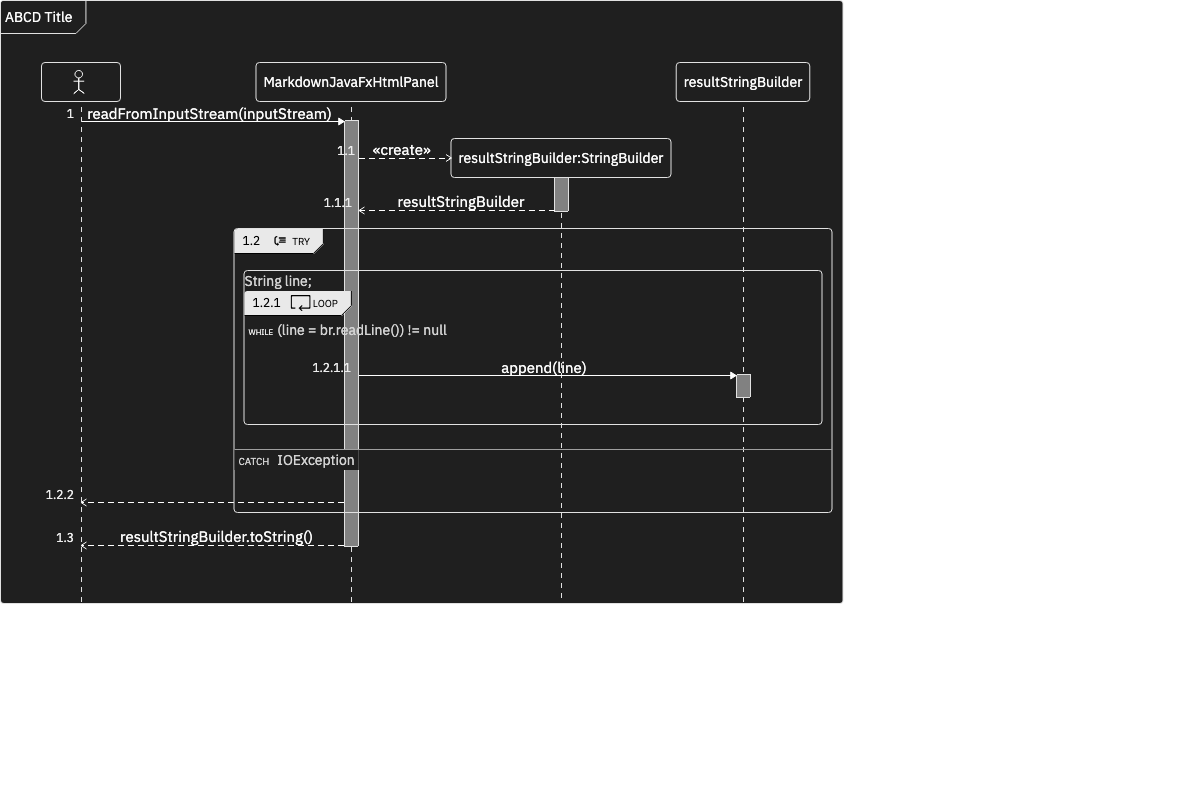 ABCD Title
MarkdownJavaFxHtmlPanel
resultStringBuilder
1 readFromInputStream(inputStream)
1.1 «create»
resultStringBuilder:StringBuilder
1.1.1 resultStringBuilder
1.2 TRY
String line;
1.2.1 LOOP
WHILE (line = br.readLine()) != null
1.2.1.1 append(line)
CATCH IOException
1.2.2
1.3 resultStringBuilder.toString()